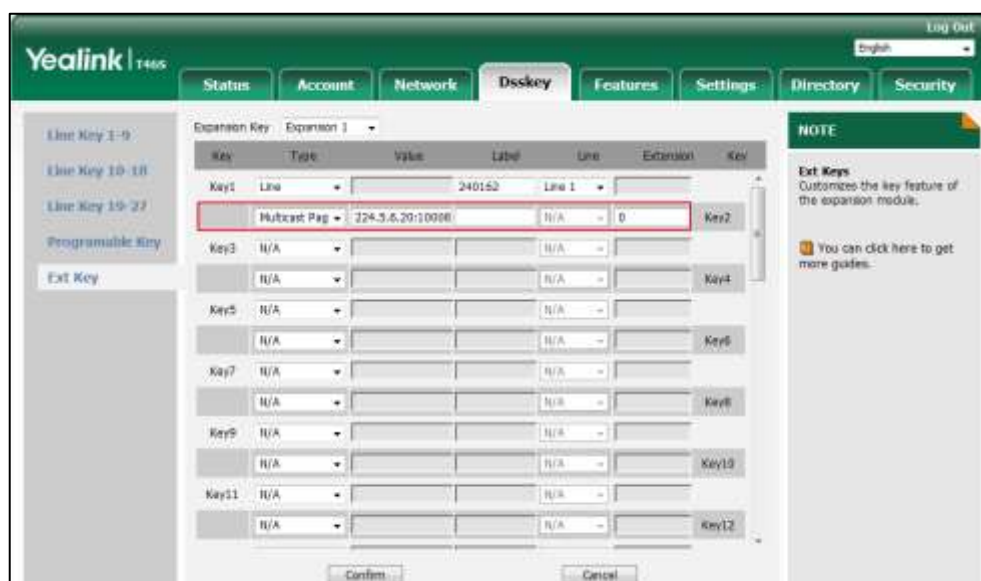 Log Out
English
Yealink | T46S
Status Account Network Dsskey Features Settings Directory Security
Line Key 1-9
Line Key 10-18
Line Key 19-27
Programable Key
Ext Key
Expansion Key Expansion 1
Key Type Value Label Line Extension Key
Key1 Line 240152 Line 1
Multicast Pag 224.5.6.20:10008 N/A 0 Key2
Key3 N/A N/A
N/A N/A Key4
Key5 N/A N/A
N/A N/A Key6
Key7 N/A N/A
N/A N/A Key8
Key9 N/A N/A
N/A N/A Key10
Key11 N/A N/A
N/A N/A Key12
Confirm Cancel
NOTE
Ext Keys
Customizes the key feature of
the expansion module.
You can click here to get
more guides.